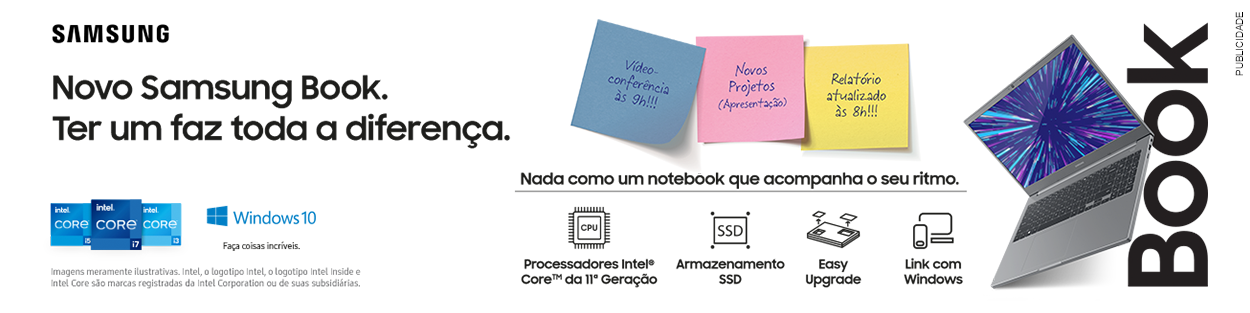 SAMSUNG
Novo Samsung Book.
Ter um faz toda a diferença.
intel.
CORE
i5
intel.
CORE
i7
intel.
CORE
i3
Windows 10
Faça coisas incríveis.
Imagens meramente ilustrativas. Intel, o logotipo Intel, o logotipo Intel Inside e
Intel Core são marcas registradas da Intel Corporation ou de suas subsidiárias.
Vídeo-
conferência
às 9h!!!
Novos
Projetos
(Apresentação)
Relatório
atualizado
às 8h!!!
Nada como um notebook que acompanha o seu ritmo.
CPU
Processadores Intel®
Core™ da 11ª Geração
SSD
Armazenamento
SSD
Easy
Upgrade
Link com
Windows
BOOK
PUBLICIDADE